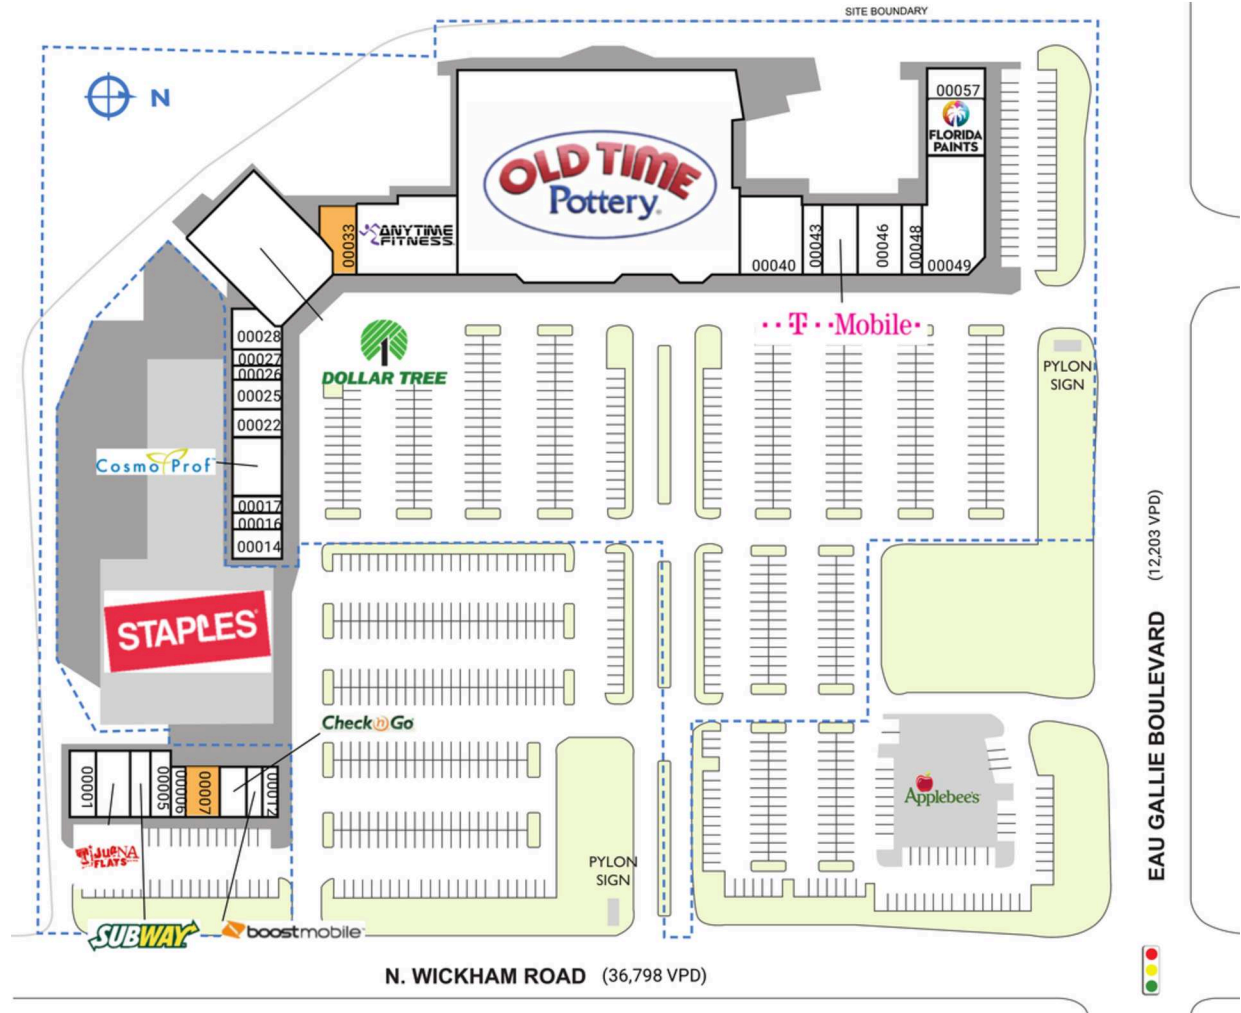 SITE BOUNDARY
N
00057
FLORIDA
PAINTS
OLD TIME
Pottery
00033
ANYTIME
FITNESS
00040
00043
00046
00048
00049
T Mobile
DOLLAR TREE
PYLON
SIGN
00028
00027
00026
00025
00022
Cosmo Prof
00017
00016
00014
STAPLES
Check n Go
00001
00005
00006
00007
00012
Applebee's
TiJUaNA
FLATS
PYLON
SIGN
SUBWAY
boostmobile
N. WICKHAM ROAD (36,798 VPD)
EAU GALLIE BOULEVARD (12,203 VPD)